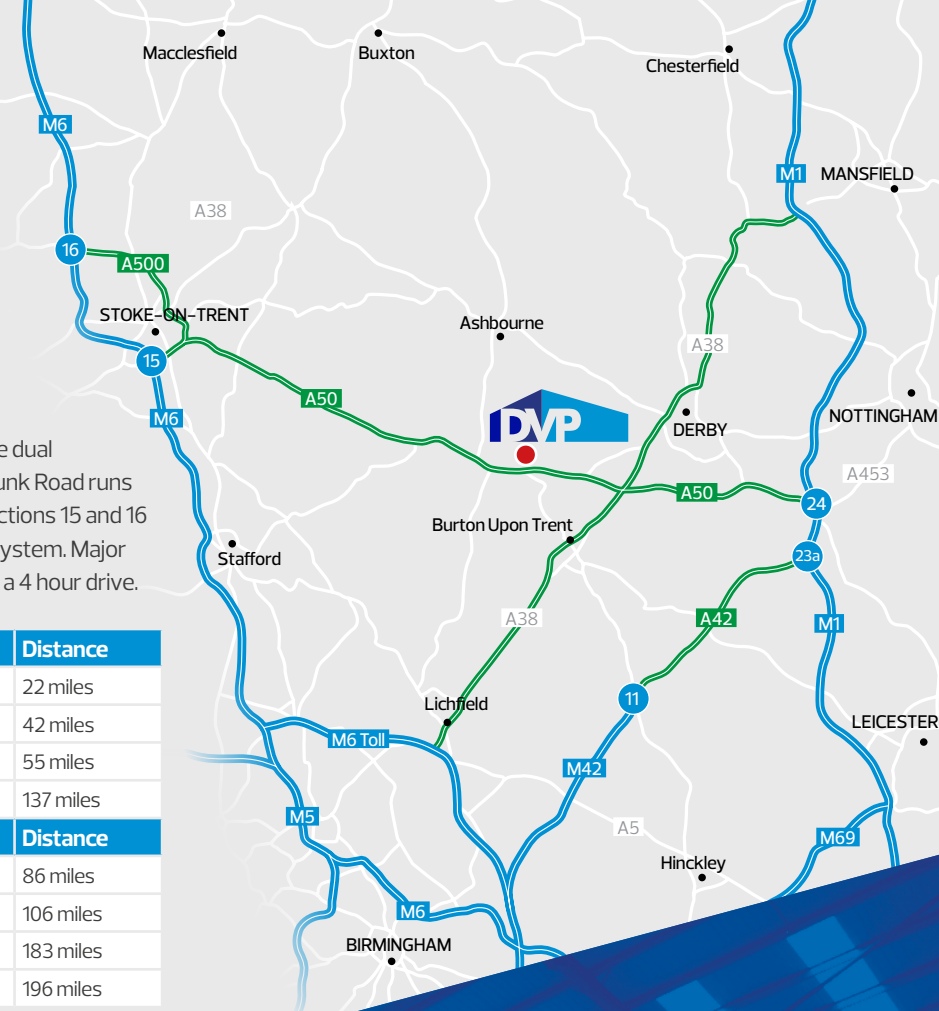 Macclesfield
Buxton
Chesterfield
M6
M1
MANSFIELD
A38
16
A500
STOKE-ON-TRENT
Ashbourne
A38
15
A50
M6
DVP
DERBY
NOTTINGHAM
e dual
unk Road runs
ctions 15 and 16
ystem. Major
a 4 hour drive.
A453
A50
24
Burton Upon Trent
23a
Stafford
A38
A42
M1
11
Lichfield
LEICESTER
M6 Toll
M42
M5
A5
M69
Hinckley
M6
BIRMINGHAM
Distance
22 miles
42 miles
55 miles
137 miles
Distance
86 miles
106 miles
183 miles
196 miles